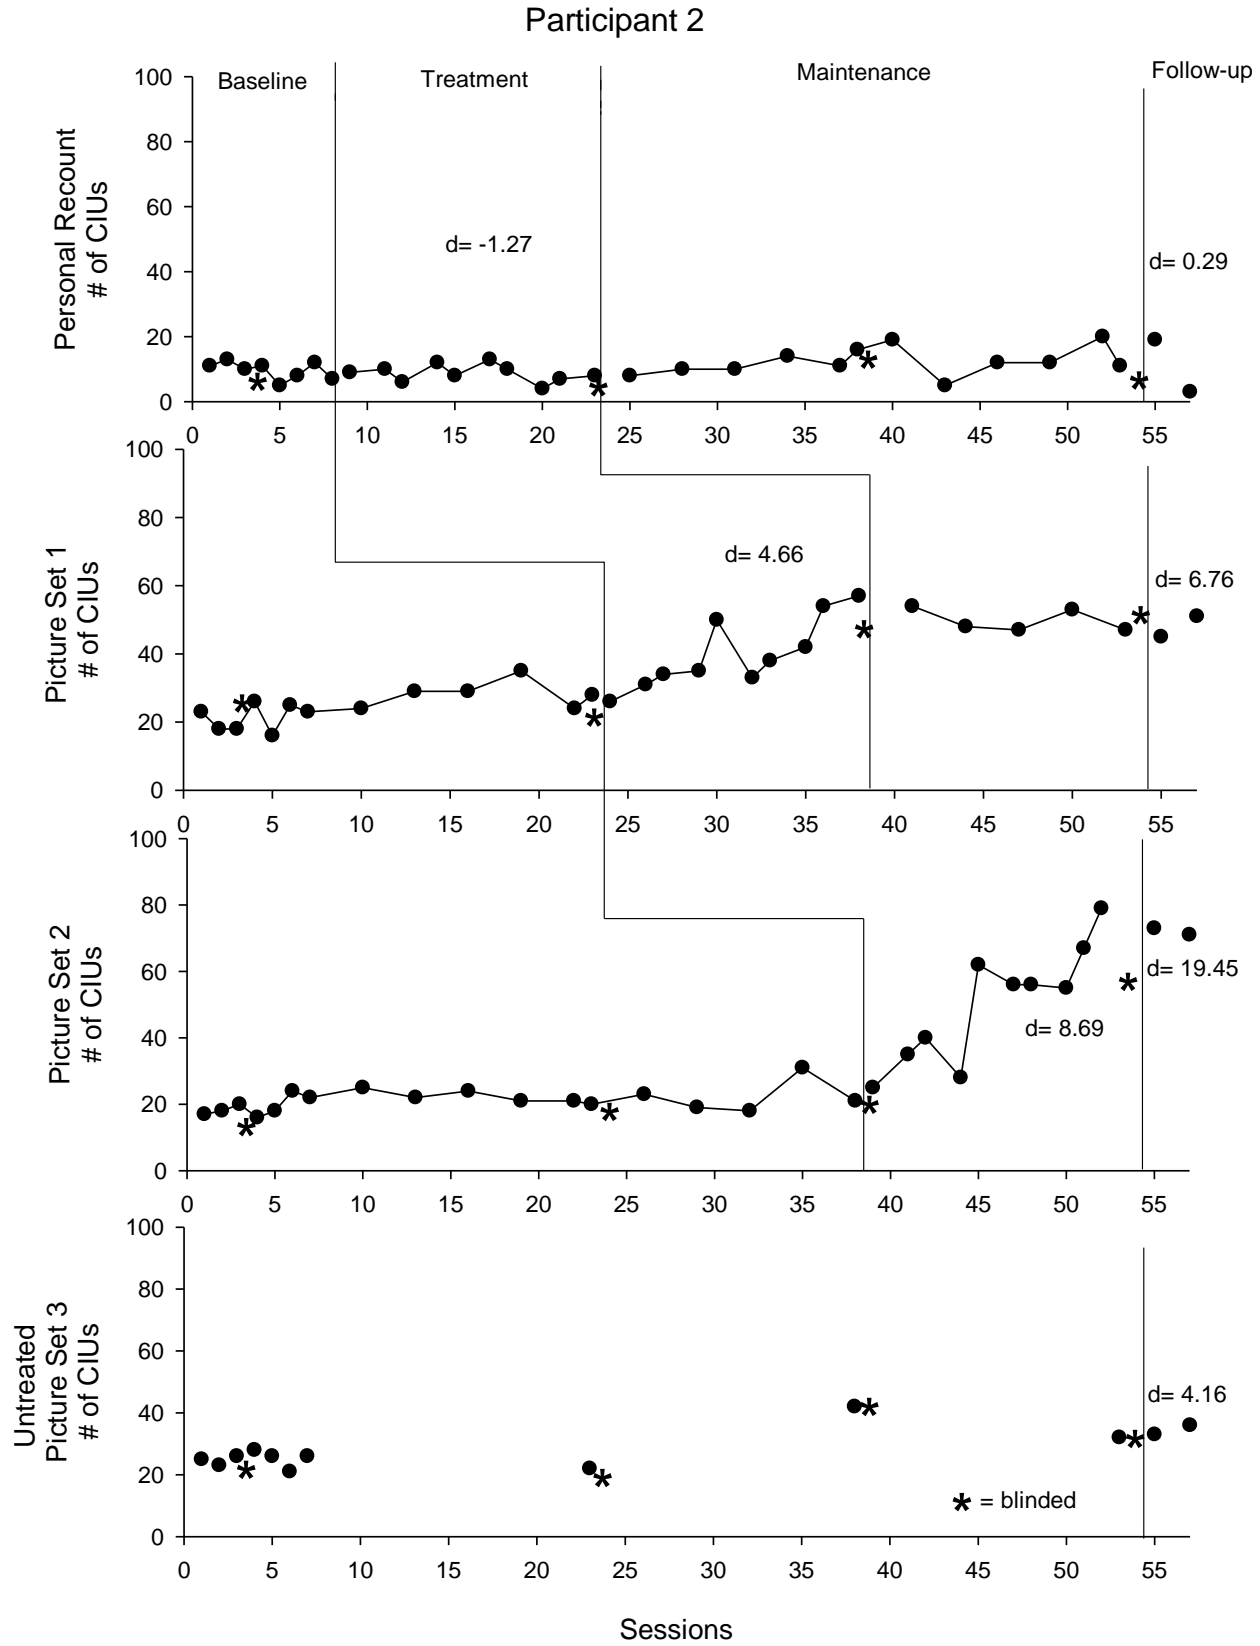 Participant 2
Baseline
Treatment
Maintenance
Follow-up
Personal Recount
# of CIUs
100
80
60
40
20
0
d= -1.27
d= 0.29
0 5 10 15 20 25 30 35 40 45 50 55
Picture Set 1
# of CIUs
100
80
60
40
20
0
d= 4.66
d= 6.76
0 5 10 15 20 25 30 35 40 45 50 55
Picture Set 2
# of CIUs
100
80
60
40
20
0
d= 19.45
d= 8.69
0 5 10 15 20 25 30 35 40 45 50 55
Untreated
Picture Set 3
# of CIUs
100
80
60
40
20
0
d= 4.16
* = blinded
0 5 10 15 20 25 30 35 40 45 50 55
Sessions